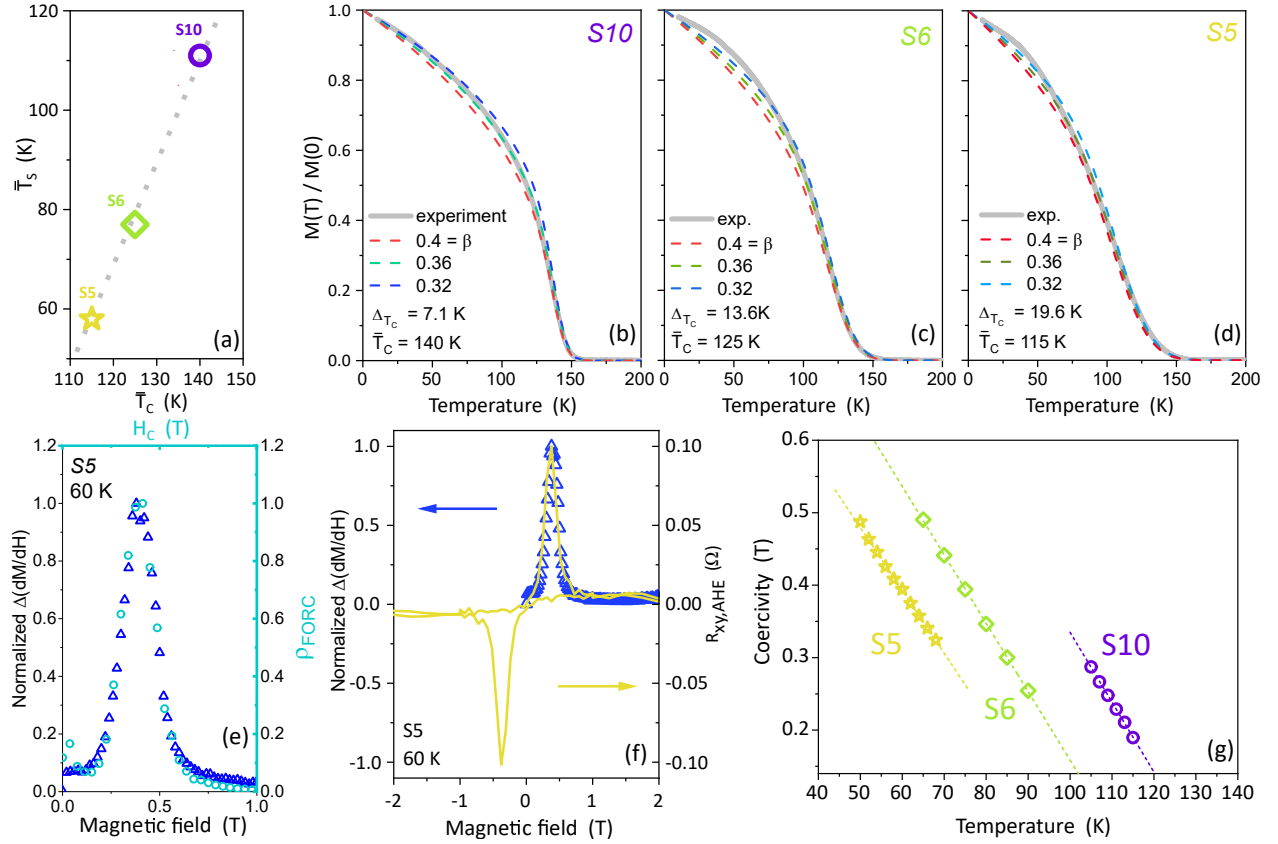 120
100
80
60
T̄S (K)
S10
S6
S5
(a)
110 120 130 140 150
T̄C (K)
S10
1.0
0.8
0.6
0.4
0.2
0.0
M(T) / M(0)
experiment
0.4 = β
0.36
0.32
ΔTC = 7.1 K
T̄C = 140 K
(b)
0 50 100 150 200
Temperature (K)
S6
exp.
0.4 = β
0.36
0.32
ΔTC = 13.6K
T̄C = 125 K
(c)
50 100 150 200
Temperature (K)
S5
exp.
0.4 = β
0.36
0.32
ΔTC = 19.6 K
T̄C = 115 K
(d)
0 50 100 150 200
Temperature (K)
HC (T)
1.2
1.0
0.8
0.6
0.4
0.2
0.0
Normalized Δ(dM/dH)
S5
60 K
(e)
1.2
1.0
0.8
0.6
0.4
0.2
0.0
ρFORC
0.0 0.5 1.0
Magnetic field (T)
1.0
0.5
0.0
-0.5
-1.0
Normalized Δ(dM/dH)
S5
60 K
(f)
0.10
0.05
0.00
-0.05
-0.10
Rxy,AHE (Ω)
-2 -1 0 1 2
Magnetic field (T)
0.6
0.5
0.4
0.3
0.2
Coercivity (T)
S5
S6
S10
(g)
40 50 60 70 80 90 100 110 120 130 140
Temperature (K)